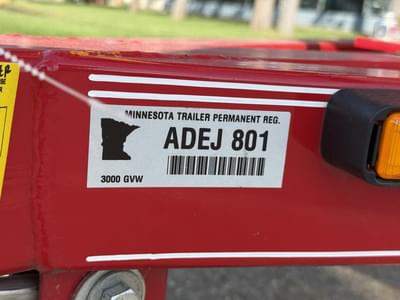 MINNESOTA TRAILER PERMANENT REG.
ADEJ 801
3000 GVW